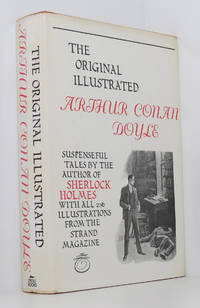 THE
ORIGINAL
ILLUSTRATED
ARTHUR CONAN
DOYLE
SUSPENSEFUL
TALES BY THE
AUTHOR OF
SHERLOCK
HOLMES
WITH ALL 236
ILLUSTRATIONS
FROM THE
STRAND
MAGAZINE
THE ORIGINAL ILLUSTRATED
ARTHUR CONAN DOYLE